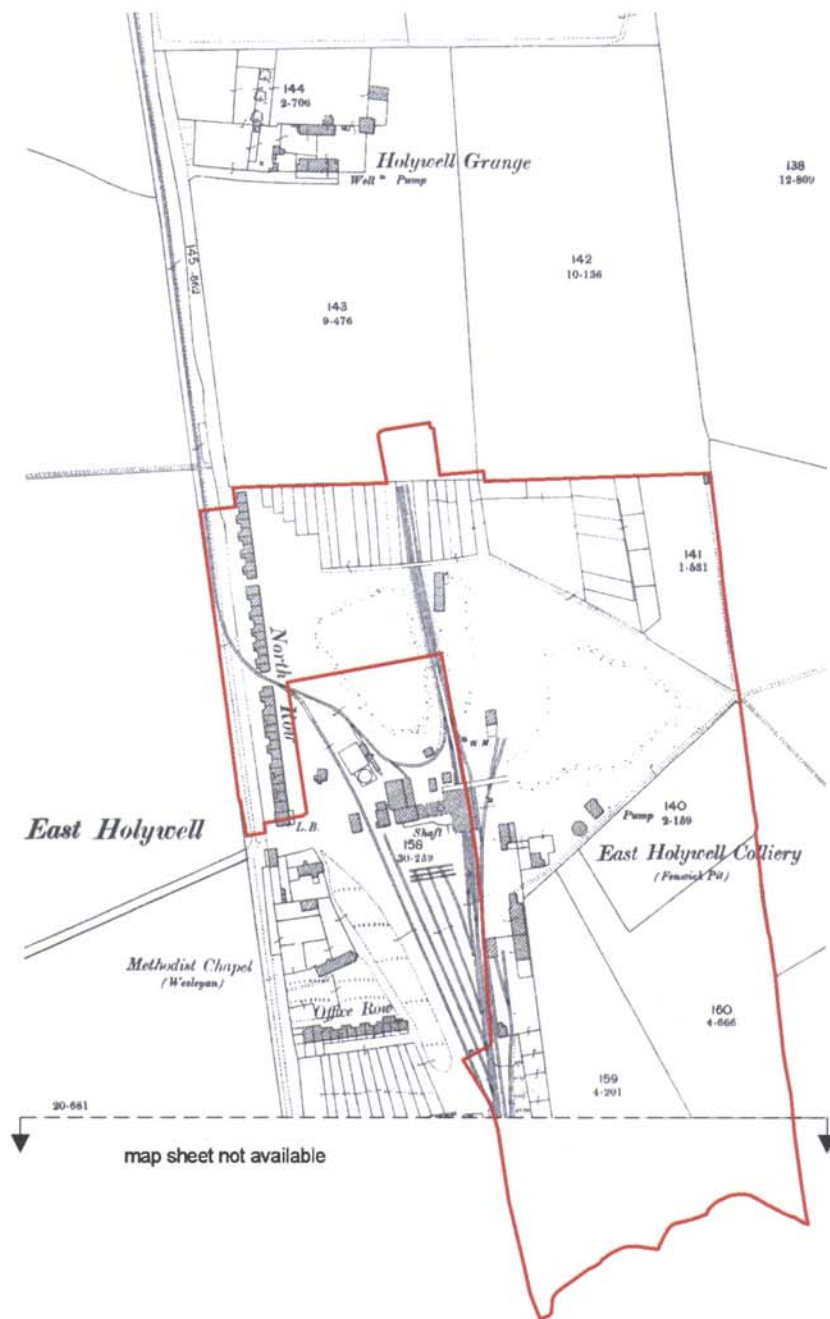 144
2·706
Holywell Grange
Well Pump
138
12·809
145 ·862
142
10·136
143
9·476
141
1·531
North Row
W.M
140
2·189
Pump
East Holywell
L.B.
Shaft
156
30·259
East Holywell Colliery
(Fenwick Pit)
Methodist Chapel
(Wesleyan)
Office Row
160
4·666
159
4·201
20·681
map sheet not available